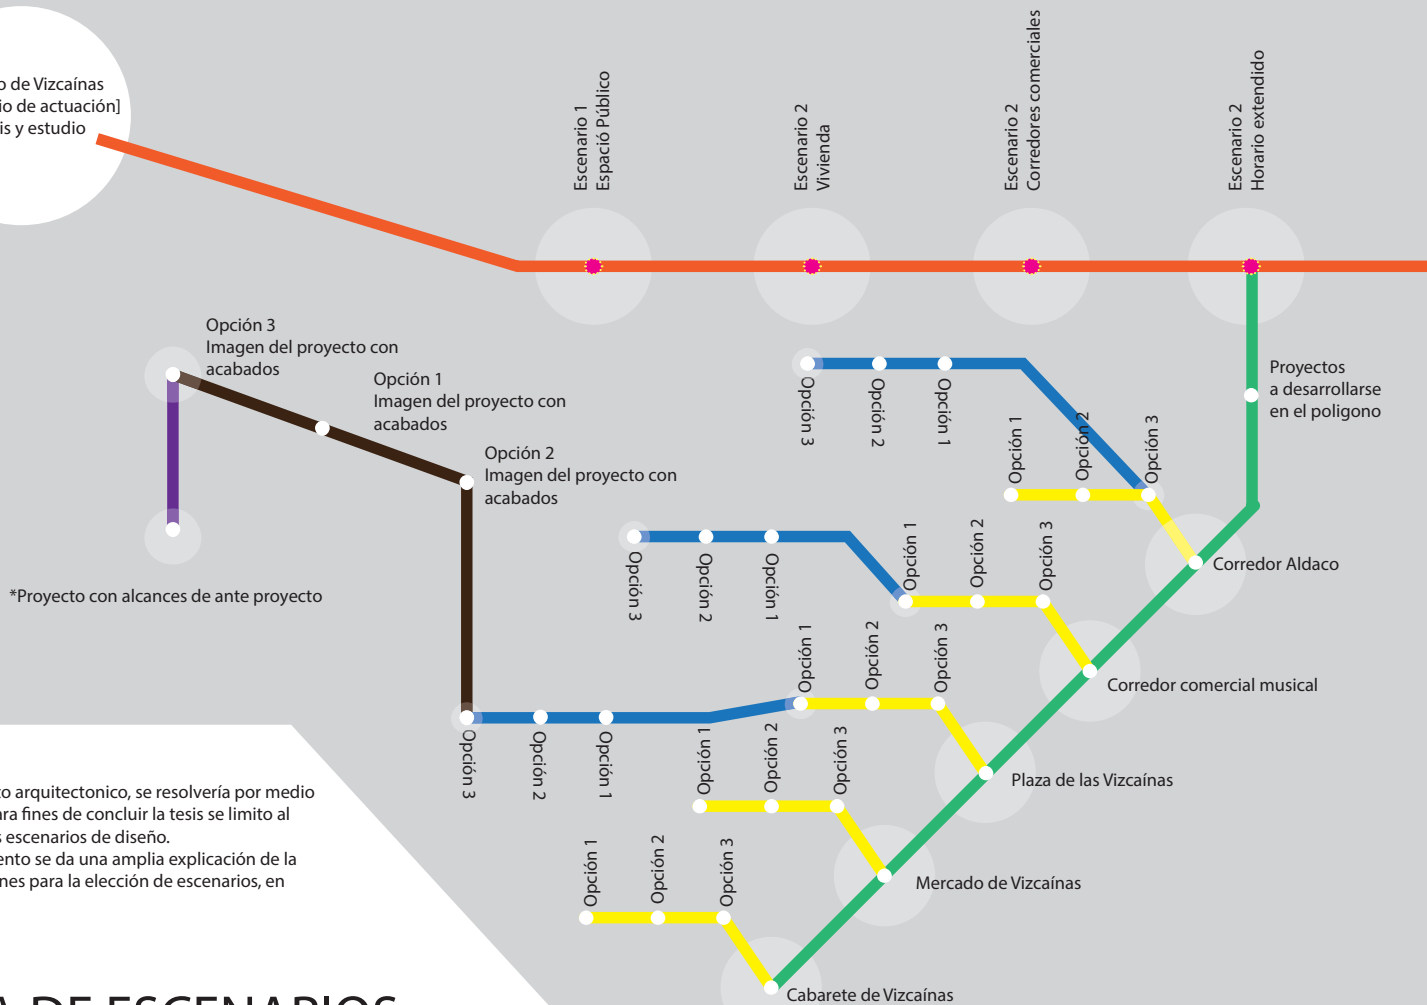 de Vizcaínas
de actuación]
y estudio
Escenario 1
Espació Público
Escenario 2
Vivienda
Escenario 2
Corredores comerciales
Escenario 2
Horario extendido
Opción 3
Imagen del proyecto con
acabados
Opción 1
Imagen del proyecto con
acabados
Opción 2
Imagen del proyecto con
acabados
Proyectos
a desarrollarse
en el poligono
Opción 3
Opción 2
Opción 1
Opción 1
Opción 2
Opción 3
Corredor Aldaco
Opción 3
Opción 2
Opción 1
Opción 1
Opción 2
Opción 3
*Proyecto con alcances de ante proyecto
Corredor comercial musical
Opción 3
Opción 2
Opción 1
Opción 1
Opción 2
Opción 3
Plaza de las Vizcaínas
Opción 1
Opción 2
Opción 3
Mercado de Vizcaínas
Opción 1
Opción 2
Opción 3
Cabarete de Vizcaínas
arquitectonico, se resolvería por medio
fines de concluir la tesis se limito al
escenarios de diseño.
se da una amplia explicación de la
para la elección de escenarios, en
DE ESCENARIOS